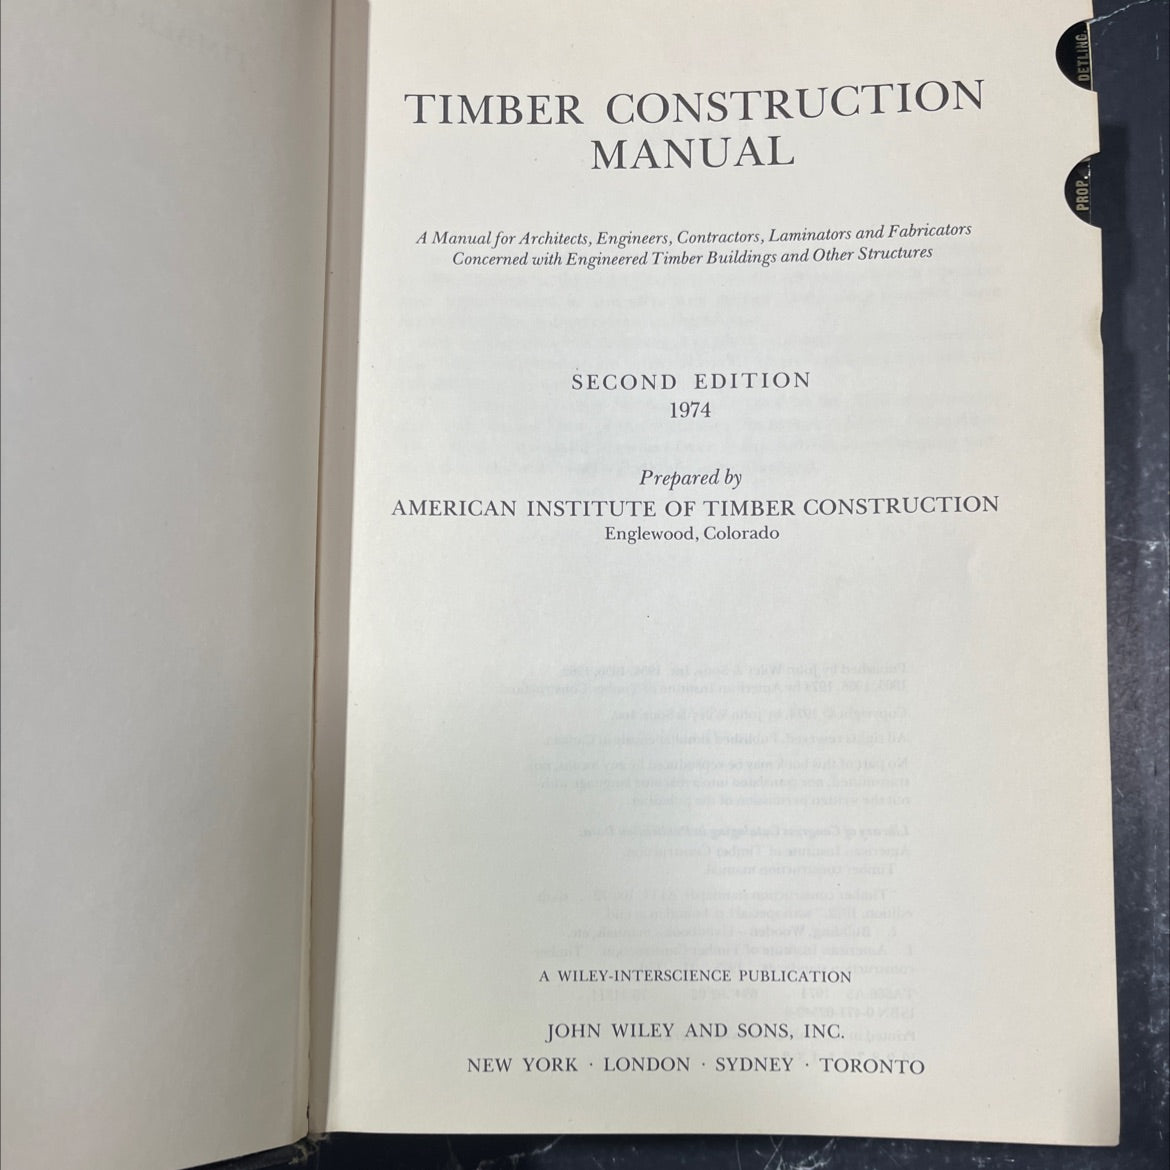 TIMBER CONSTRUCTION
MANUAL
A Manual for Architects, Engineers, Contractors, Laminators and Fabricators
Concerned with Engineered Timber Buildings and Other Structures
SECOND EDITION
1974
Prepared by
AMERICAN INSTITUTE OF TIMBER CONSTRUCTION
Englewood, Colorado
A WILEY-INTERSCIENCE PUBLICATION
JOHN WILEY AND SONS, INC.
NEW YORK · LONDON · SYDNEY · TORONTO
DETLING.
PROP.